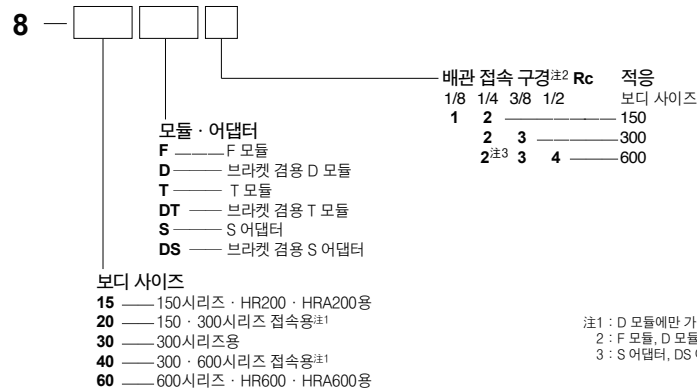 8
배관 접속 구경注2 Rc 적응
1/8 1/4 3/8 1/2 보디 사이즈
1 2 150
2 3 300
2注3 3 4 600
모듈 · 어댑터
F F 모듈
D 브라켓 겸용 D 모듈
T T 모듈
DT 브라켓 겸용 T 모듈
S S 어댑터
DS 브라켓 겸용 S 어댑터
보디 사이즈
15 150시리즈 · HR200 · HRA200용
20 150 · 300시리즈 접속용注1
30 300시리즈용
40 300 · 600시리즈 접속용注1
60 600시리즈 · HR600 · HRA600용
注1 : D 모듈에만 가
2 : F 모듈, D 모듈
3 : S 어댑터, DS